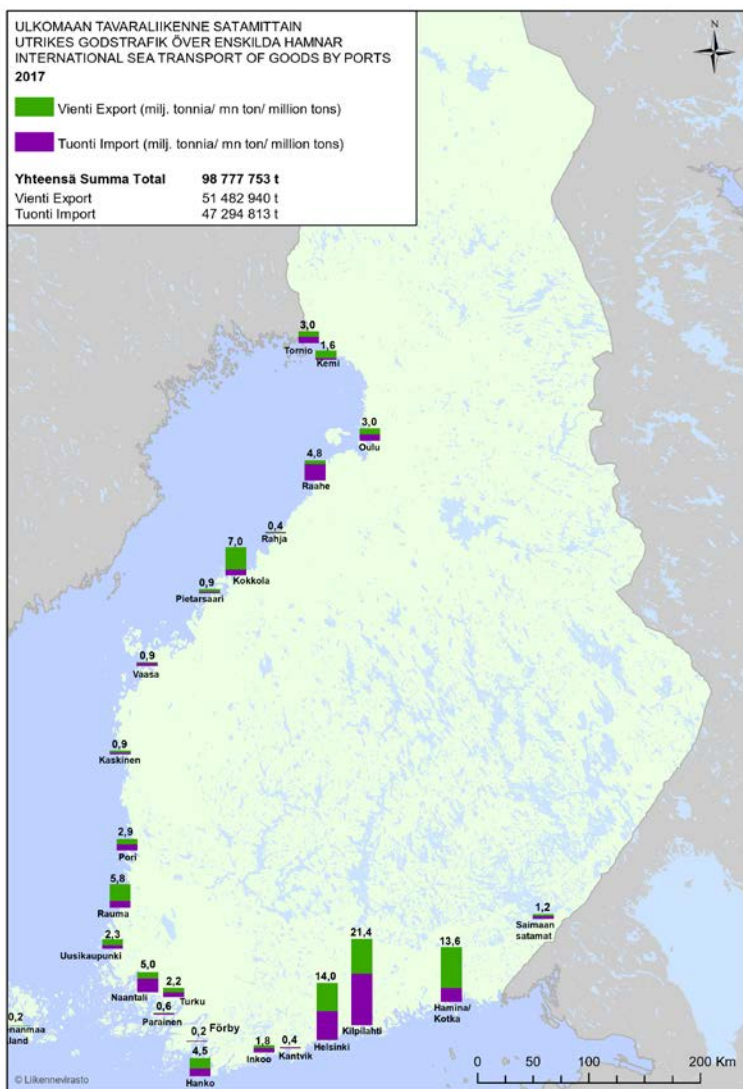 ULKOMAAN TAVARALIIKENNE SATAMITTAIN
UTRIKES GODSTRAFIK ÖVER ENSKILDA HAMNAR
INTERNATIONAL SEA TRANSPORT OF GOODS BY PORTS
2017
Vienti Export (milj. tonnia/ mn ton/ million tons)
Tuonti Import (milj. tonnia/ mn ton/ million tons)
Yhteensä Summa Total 98 777 753 t
Vienti Export 51 482 940 t
Tuonti Import 47 294 813 t
N
3,0
Tornio
1,6
Kemi
3,0
Oulu
4,8
Raahe
0,4
Rahja
7,0
Kokkola
0,9
Pietarsaari
0,9
Vaasa
0,9
Kaskinen
2,9
Pori
5,8
Rauma
2,3
Uusikaupunki
5,0
Naantali
2,2
Turku
0,6
Parainen
0,2
enanmaa
land
0,2
Förby
4,5
Hanko
1,8
Inkoo
0,4
Kantvik
14,0
Helsinki
21,4
Kilpilahti
13,6
Hamina/
Kotka
1,2
Saimaan
satamat
© Liikennevirasto
0 50 100 200 Km